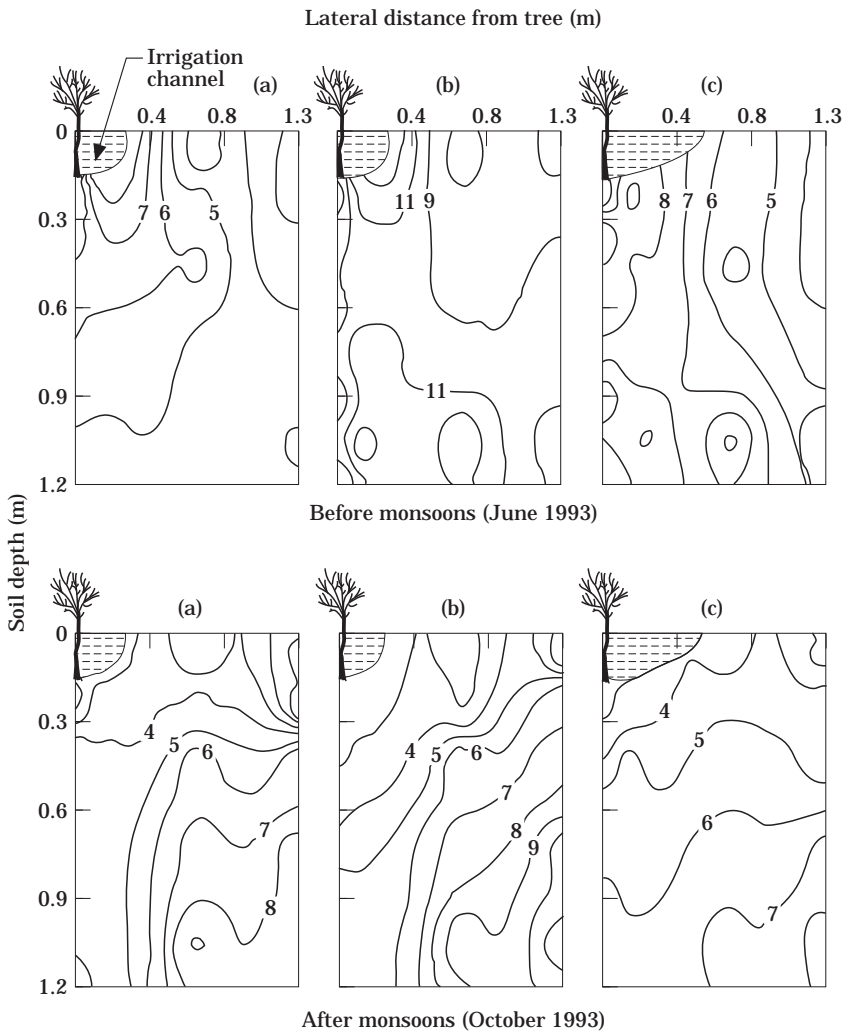 Lateral distance from tree (m)
Irrigation
channel
(a) (b) (c)
0.4 0.8 1.3 0.4 0.8 1.3 0.4 0.8 1.3
0
0.3
0.6
0.9
1.2
7 6 5
11 9
11
8 7 6 5
Before monsoons (June 1993)
Soil depth (m)
(a) (b) (c)
0
0.3
0.6
0.9
1.2
4 5 6 7 8
4 5 6 7 8 9
4 5 6 7
After monsoons (October 1993)